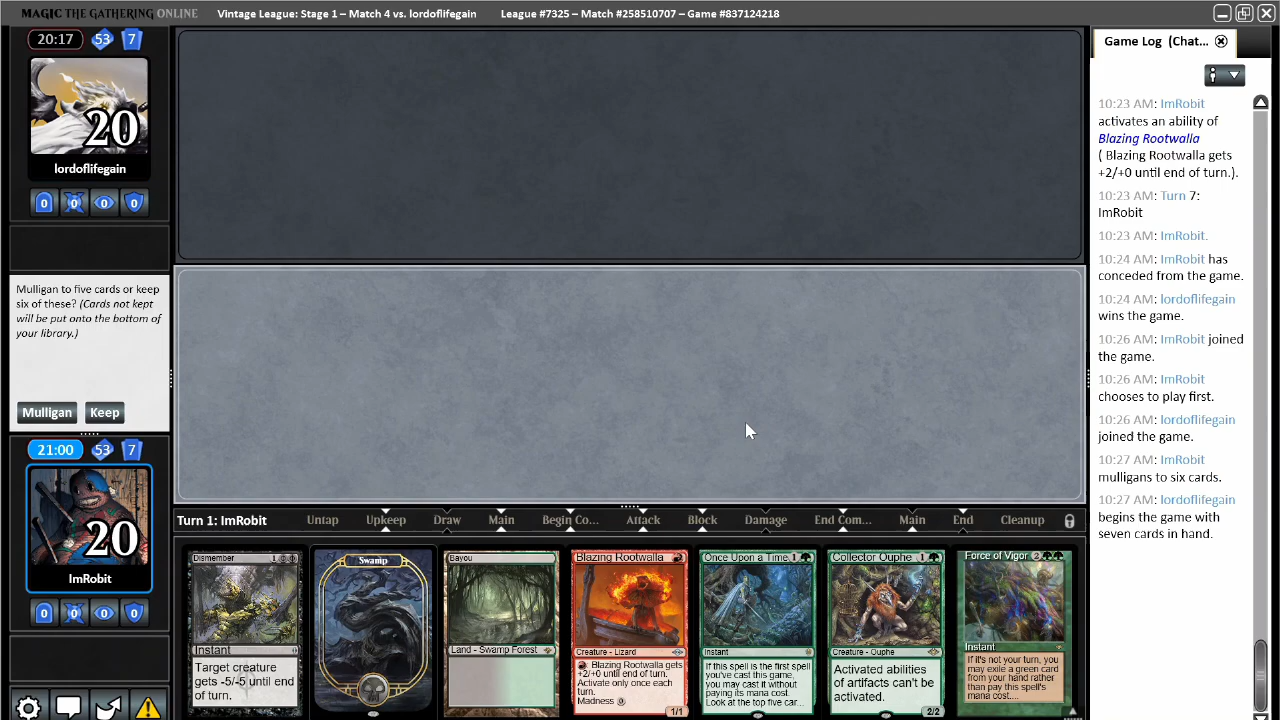 MAGIC THE GATHERING ONLINE
Vintage League: Stage 1 – Match 4 vs. lordoflifegain
League #7325 – Match #258510707 – Game #837124218
20:17 53 7
20
lordoflifegain
0 0 0 0
Mulligan to five cards or keep
six of these? (Cards not kept
will be put onto the bottom of
your library.)
Mulligan Keep
21:00 53 7
20
ImRobit
0 0 0 0
Turn 1: ImRobit
Untap Upkeep Draw Main Begin Co... Attack Block Damage End Com... Main End Cleanup
Dismember 1
Instant
Target creature
gets -5/-5 until end
of turn.
Swamp
Bayou
Land - Swamp Forest
Blazing Rootwalla
Creature - Lizard
: Blazing Rootwalla gets
+2/+0 until end of turn.
Activate only once each
turn.
Madness 0
1/1
Once Upon a Time 1
Instant
If this spell is the first spell
you've cast this game,
you may cast it without
paying its mana cost.
Look at the top five car...
Collector Ouphe 1
Creature - Ouphe
Activated abilities
of artifacts can't be
activated.
2/2
Force of Vigor 2
Instant
If it's not your turn, you
may exile a green card
from your hand rather
than pay this spell's
mana cost....
Game Log (Chat...
10:23 AM: ImRobit
activates an ability of
Blazing Rootwalla
( Blazing Rootwalla gets
+2/+0 until end of turn.).
10:23 AM: Turn 7:
ImRobit
10:23 AM: ImRobit.
10:24 AM: ImRobit has
conceded from the game.
10:24 AM: lordoflifegain
wins the game.
10:26 AM: ImRobit joined
the game.
10:26 AM: ImRobit
chooses to play first.
10:26 AM: lordoflifegain
joined the game.
10:27 AM: ImRobit
mulligans to six cards.
10:27 AM: lordoflifegain
begins the game with
seven cards in hand.